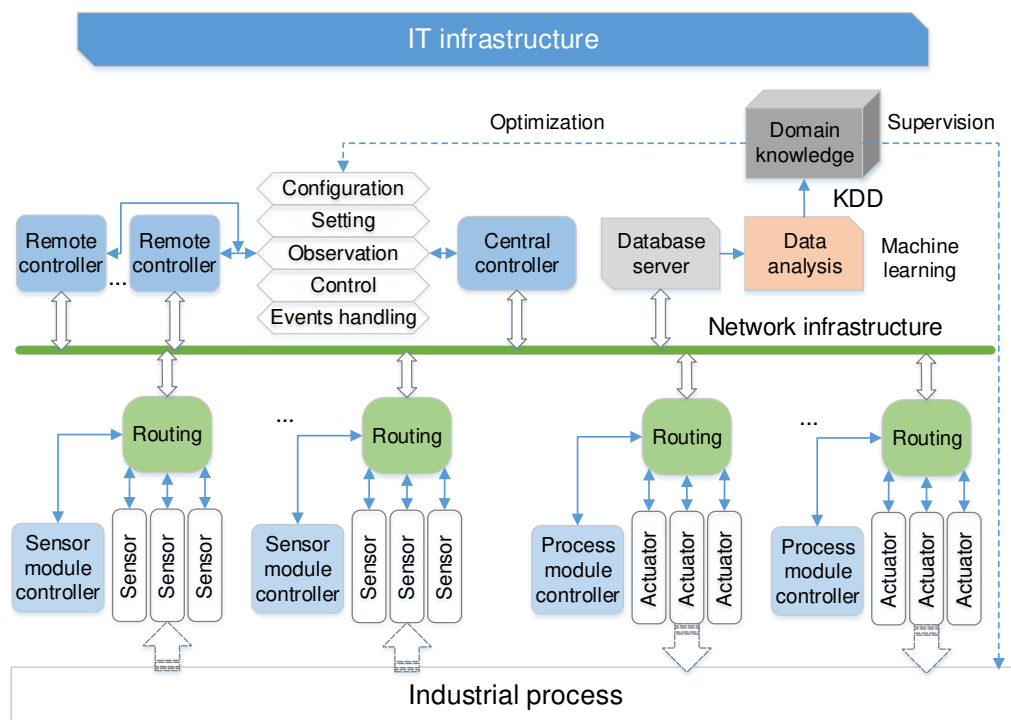 IT infrastructure
Optimization
Domain
knowledge
Supervision
KDD
Configuration
Setting
Observation
Control
Events handling
Remote
controller
...
Remote
controller
Central
controller
Database
server
Data
analysis
Machine
learning
Network infrastructure
Routing
...
Routing
Routing
...
Routing
Sensor
module
controller
Sensor
Sensor
Sensor
Sensor
module
controller
Sensor
Sensor
Sensor
Process
module
controller
Actuator
Actuator
Actuator
Process
module
controller
Actuator
Actuator
Actuator
Industrial process